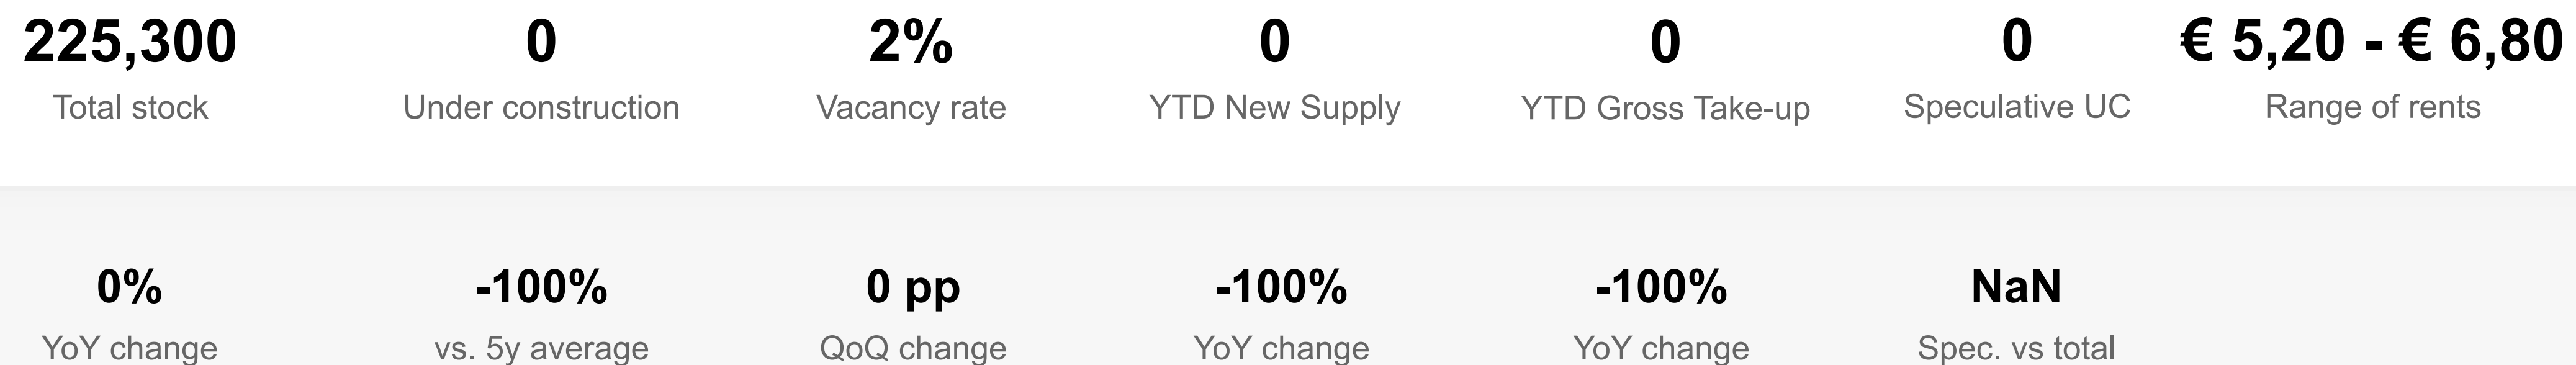 225,300 0 2% 0 0 0 € 5,20 - € 6,80
Total stock Under construction Vacancy rate YTD New Supply YTD Gross Take-up Speculative UC Range of rents
0% -100% 0 pp -100% -100% NaN
YoY change vs. 5y average QoQ change YoY change YoY change Spec. vs total